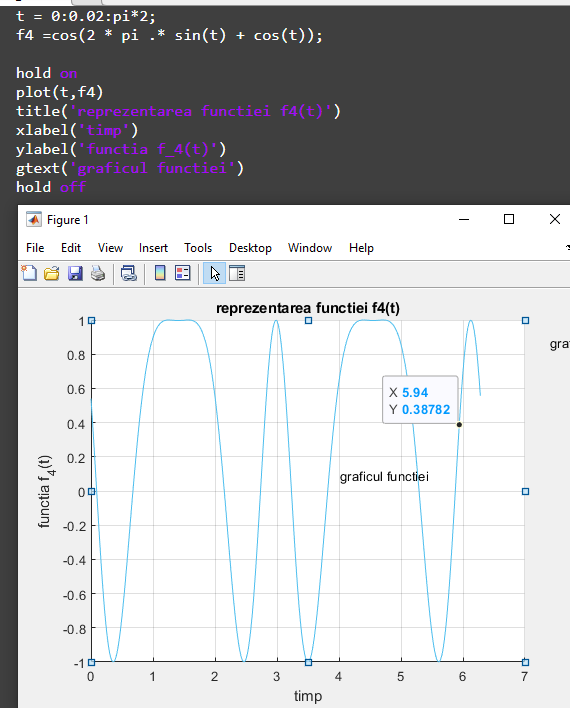 t = 0:0.02:pi*2;
f4 =cos(2 * pi .* sin(t) + cos(t));
hold on
plot(t,f4)
title('reprezentarea functiei f4(t)')
xlabel('timp')
ylabel('functia f_4(t)')
gtext('graficul functiei')
hold off
Figure 1
File Edit View Insert Tools Desktop Window Help
reprezentarea functiei f4(t)
1
0.8
0.6
0.4
0.2
0
-0.2
-0.4
-0.6
-0.8
-1
functia f4(t)
X 5.94
Y 0.38782
graficul functiei
0 1 2 3 4 5 6 7
timp